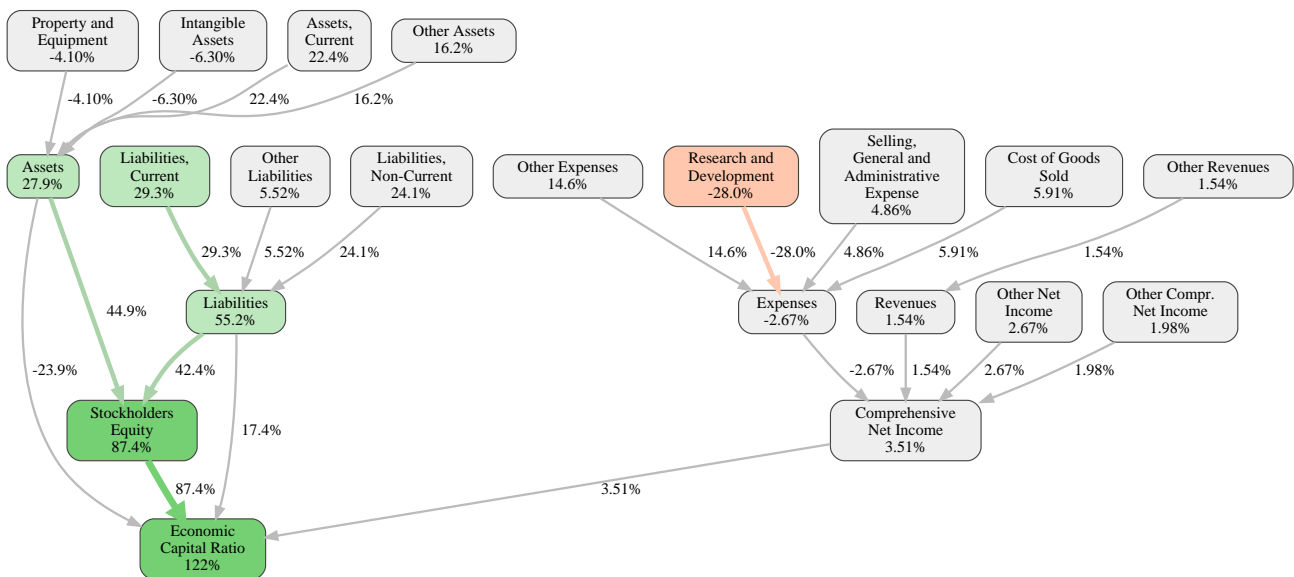 Property and
Equipment
-4.10%
Intangible
Assets
-6.30%
Assets,
Current
22.4%
Other Assets
16.2%
-4.10%
-6.30%
22.4%
16.2%
Assets
27.9%
Liabilities,
Current
29.3%
Other
Liabilities
5.52%
Liabilities,
Non-Current
24.1%
Other Expenses
14.6%
Research and
Development
-28.0%
Selling,
General and
Administrative
Expense
4.86%
Cost of Goods
Sold
5.91%
Other Revenues
1.54%
29.3%
5.52%
24.1%
14.6%
-28.0%
4.86%
5.91%
1.54%
Liabilities
55.2%
Expenses
-2.67%
Revenues
1.54%
Other Net
Income
2.67%
Other Compr.
Net Income
1.98%
44.9%
-23.9%
42.4%
-2.67%
1.54%
2.67%
1.98%
Stockholders
Equity
87.4%
17.4%
Comprehensive
Net Income
3.51%
87.4%
3.51%
Economic
Capital Ratio
122%